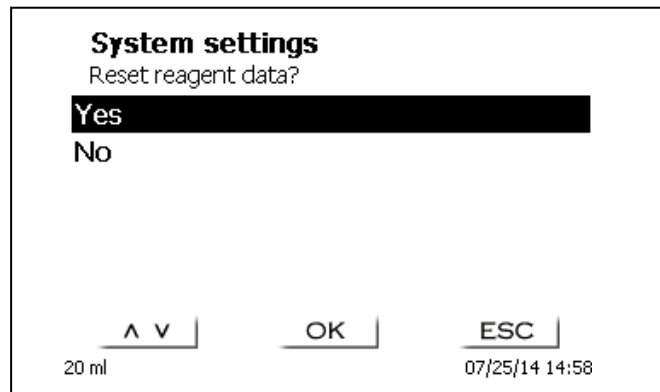 System settings
Reset reagent data?
Yes
No
∧ ∨ OK ESC
20 ml 07/25/14 14:58